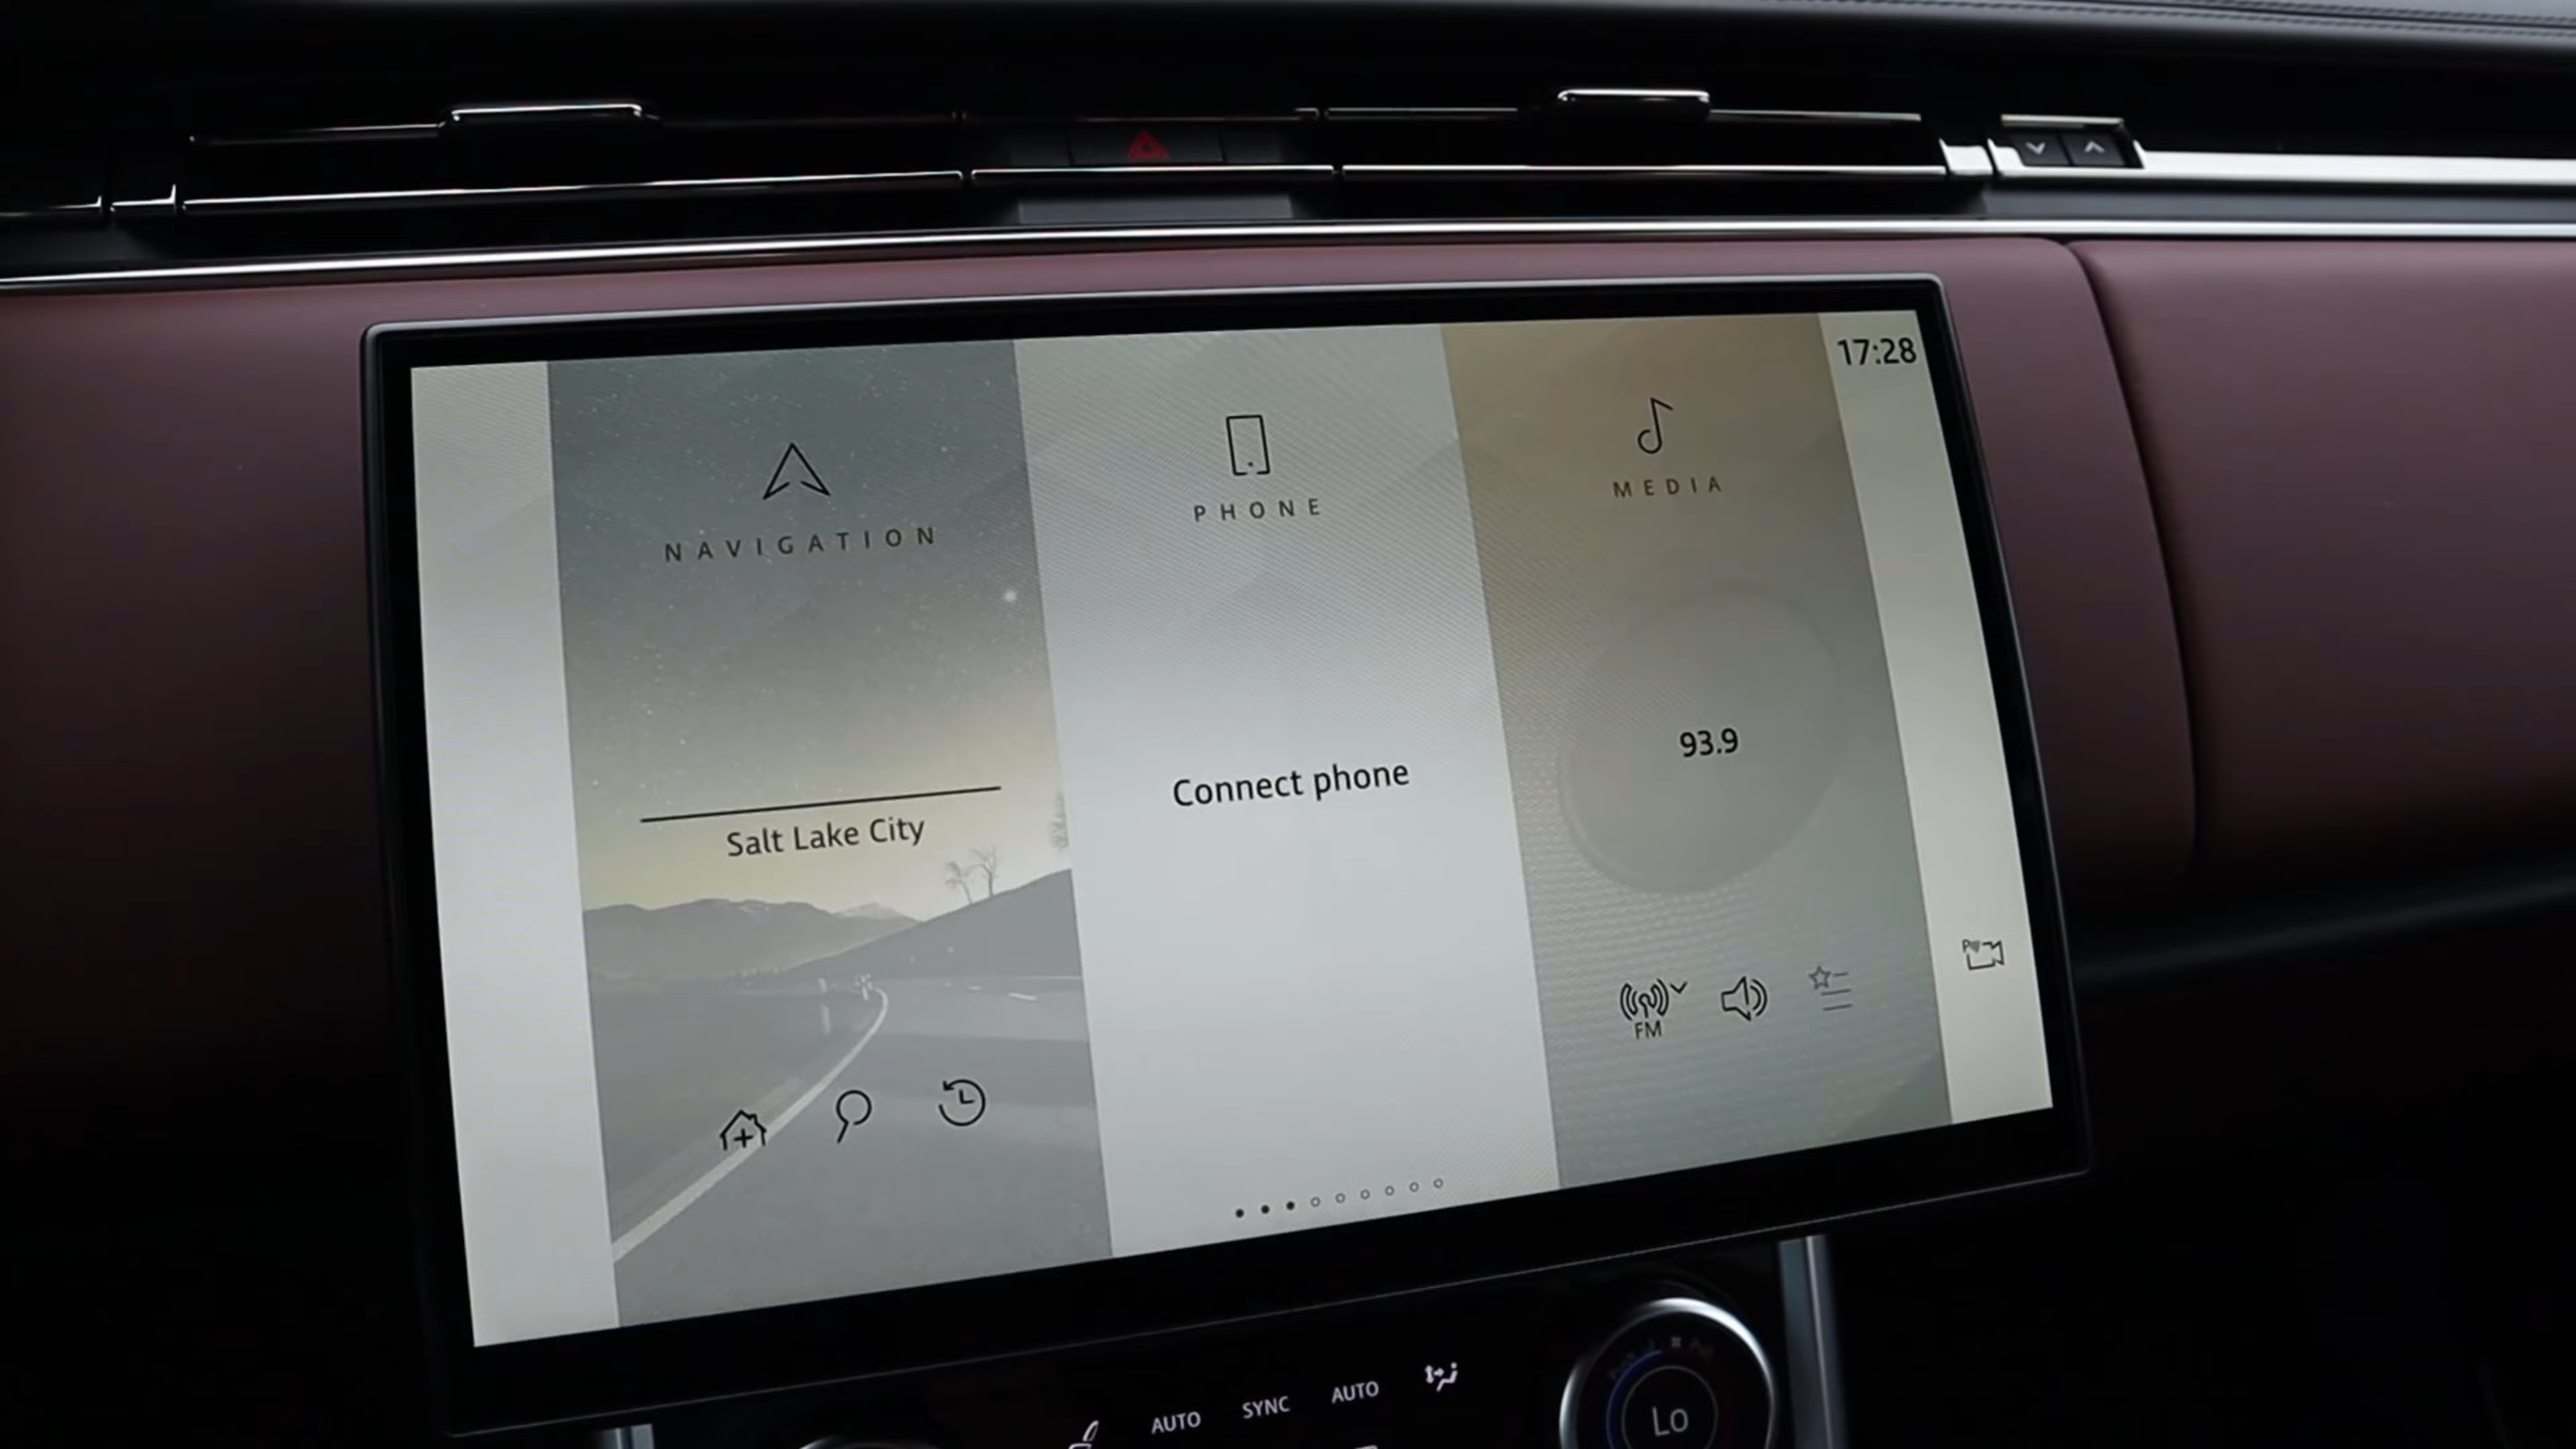 17:28
NAVIGATION
PHONE
MEDIA
Salt Lake City
Connect phone
93.9
FM
AUTO
SYNC
AUTO
Lo